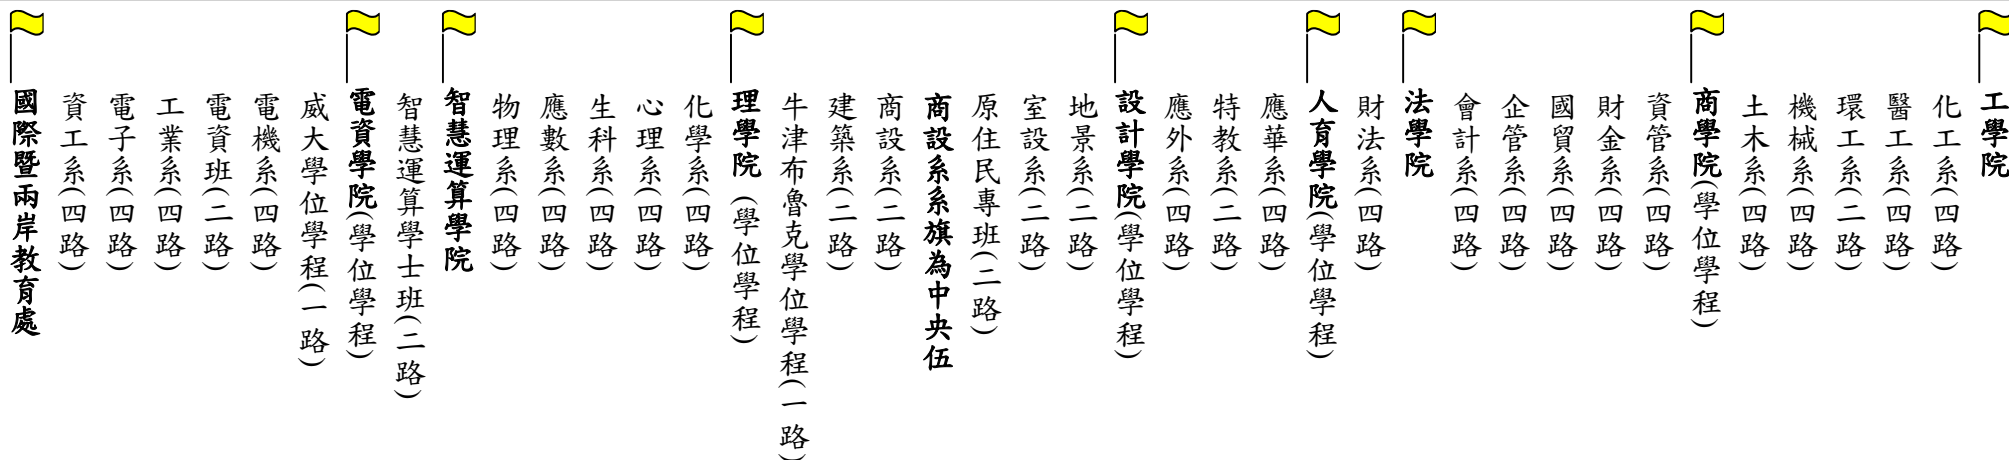 工學院
化工系(四路)
醫工系(四路)
環工系(二路)
機械系(四路)
土木系(四路)
商學院(學位學程)
資管系(四路)
財金系(四路)
國貿系(四路)
企管系(四路)
會計系(四路)
法學院
財法系(四路)
人育學院(學位學程)
應華系(四路)
特教系(二路)
應外系(四路)
設計學院(學位學程)
地景系(二路)
室設系(二路)
原住民專班(二路)
商設系系旗為中央伍
商設系(二路)
建築系(二路)
牛津布魯克學位學程(一路)
理學院 (學位學程)
化學系(四路)
心理系(四路)
生科系(四路)
應數系(四路)
物理系(四路)
智慧運算學院
智慧運算學士班(二路)
電資學院(學位學程)
威大學位學程(一路)
電機系(四路)
電資班(二路)
工業系(四路)
電子系(四路)
資工系(四路)
國際暨兩岸教育處